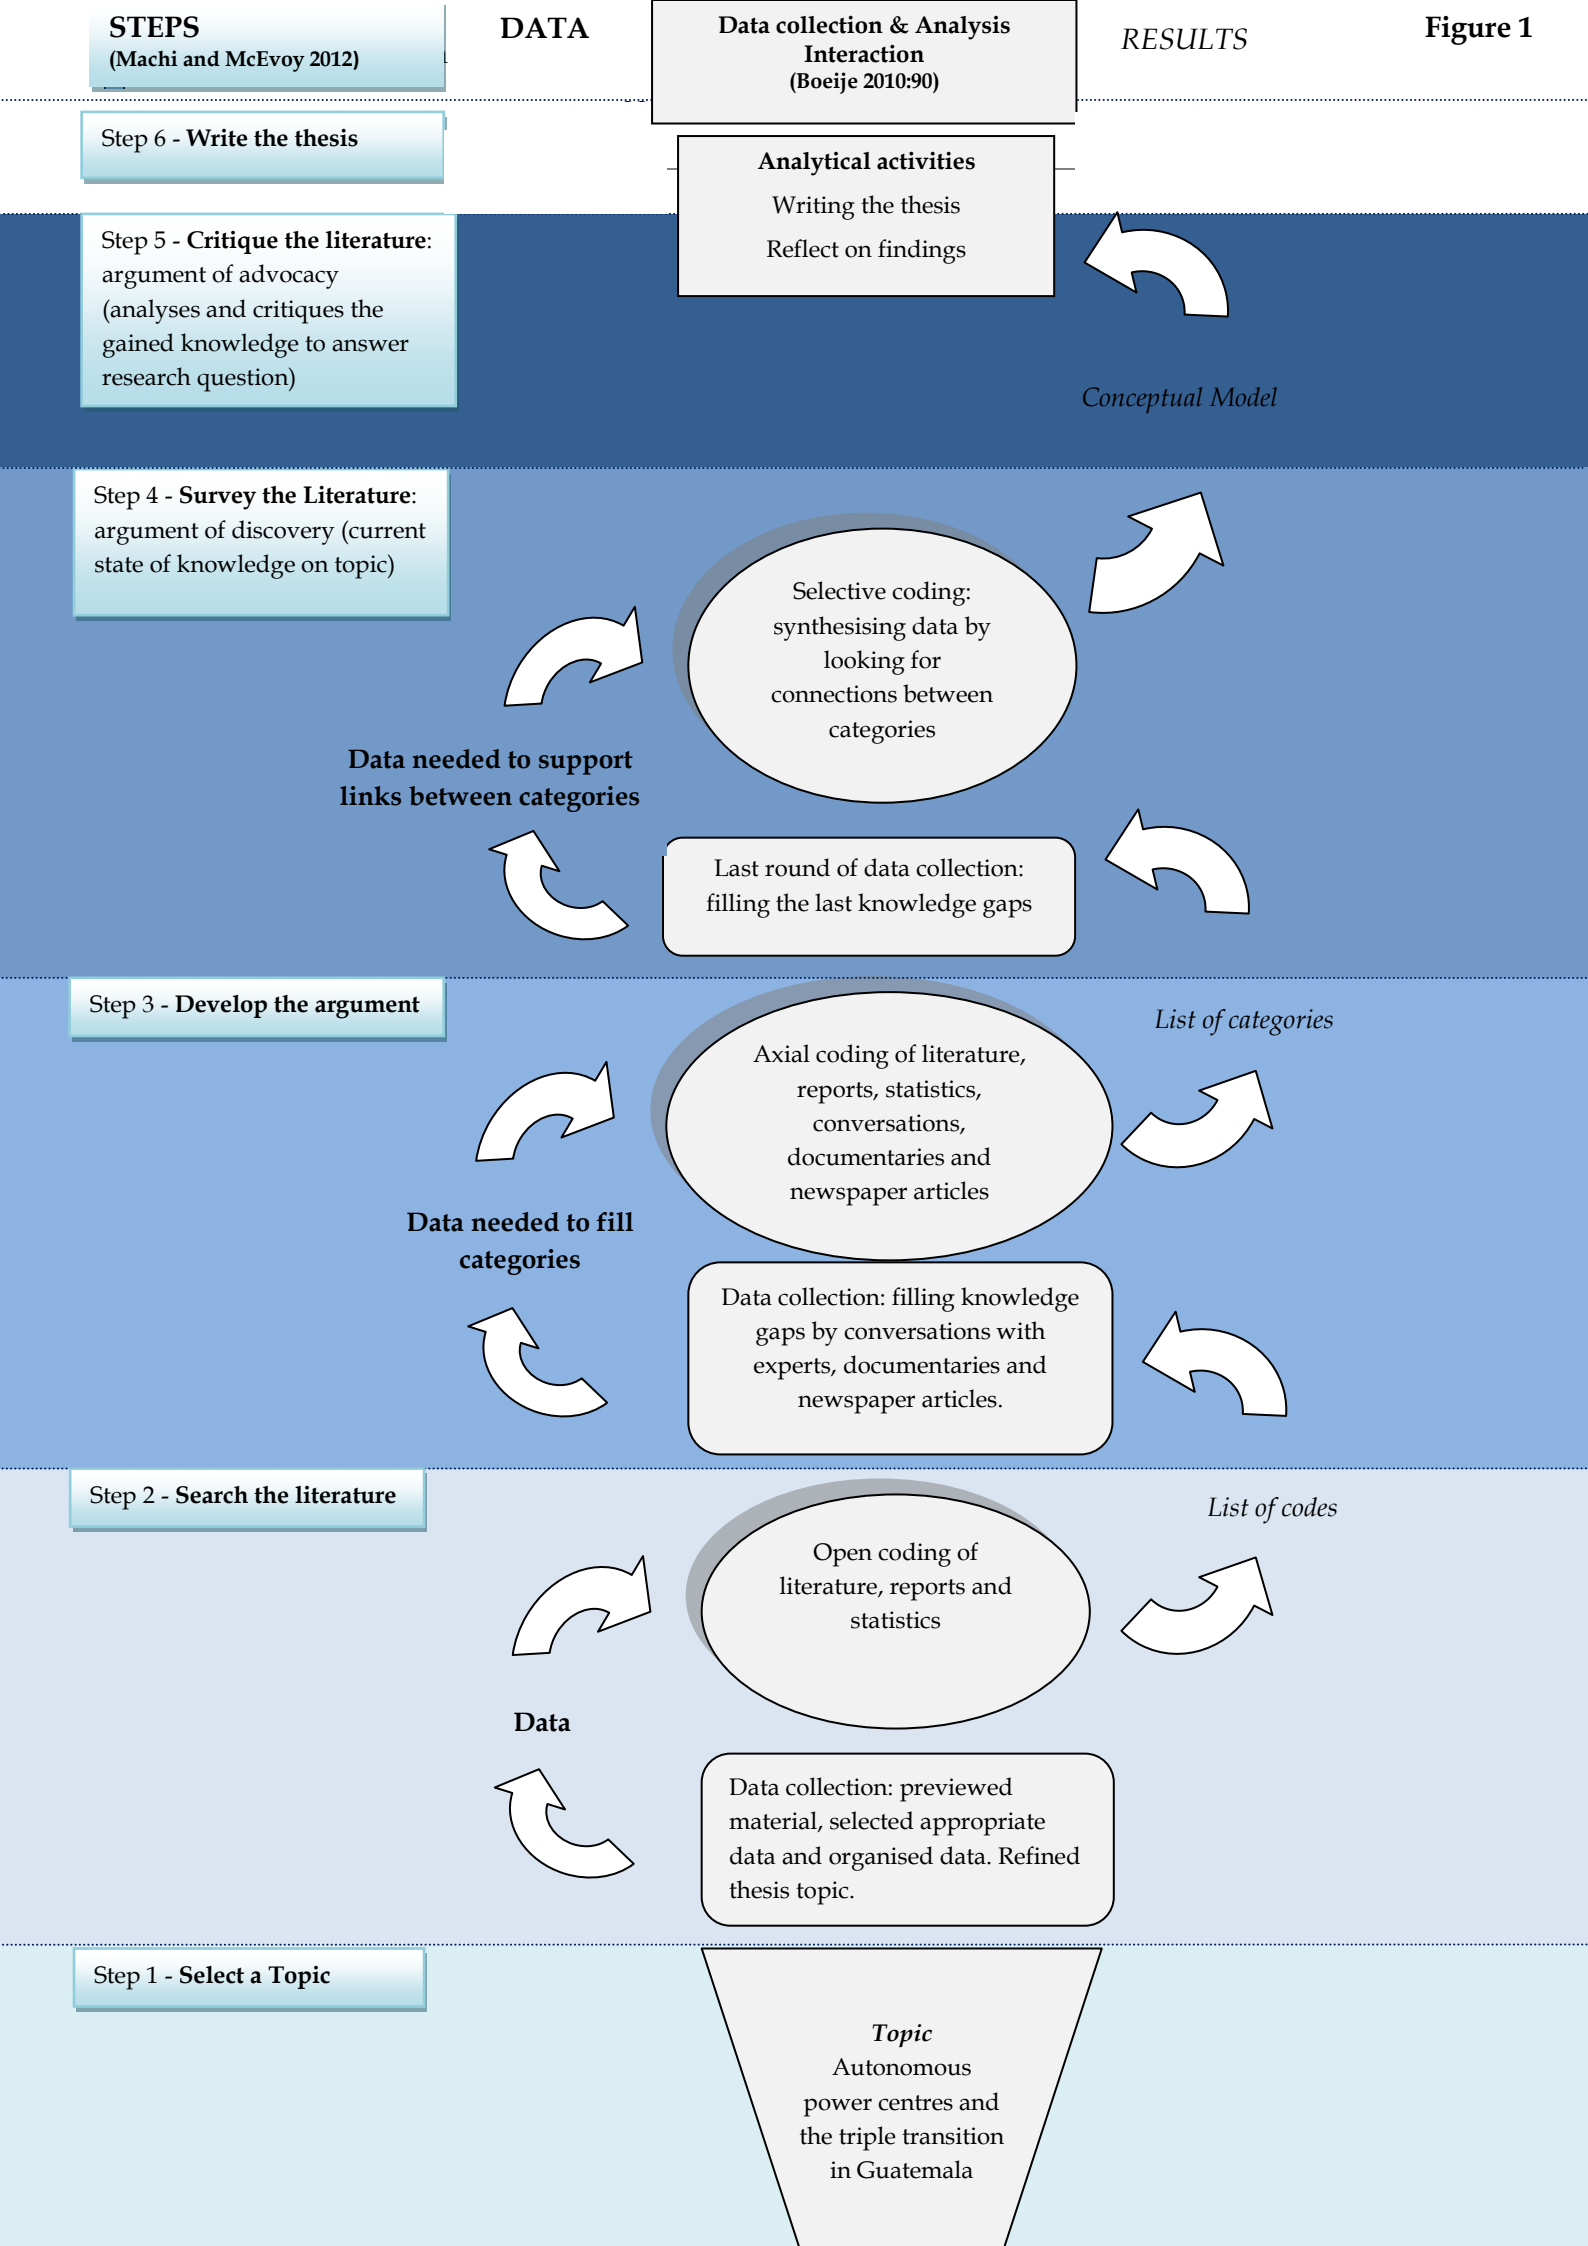 STEPS
(Machi and McEvoy 2012)
DATA
Data collection & Analysis
Interaction
(Boeije 2010:90)
RESULTS
Figure 1
Step 6 - Write the thesis
Analytical activities
Writing the thesis
Reflect on findings
Step 5 - Critique the literature:
argument of advocacy
(analyses and critiques the
gained knowledge to answer
research question)
Conceptual Model
Step 4 - Survey the Literature:
argument of discovery (current
state of knowledge on topic)
Selective coding:
synthesising data by
looking for
connections between
categories
Data needed to support
links between categories
Last round of data collection:
filling the last knowledge gaps
Step 3 - Develop the argument
List of categories
Axial coding of literature,
reports, statistics,
conversations,
documentaries and
newspaper articles
Data needed to fill
categories
Data collection: filling knowledge
gaps by conversations with
experts, documentaries and
newspaper articles.
Step 2 - Search the literature
List of codes
Open coding of
literature, reports and
statistics
Data
Data collection: previewed
material, selected appropriate
data and organised data. Refined
thesis topic.
Step 1 - Select a Topic
Topic
Autonomous
power centres and
the triple transition
in Guatemala